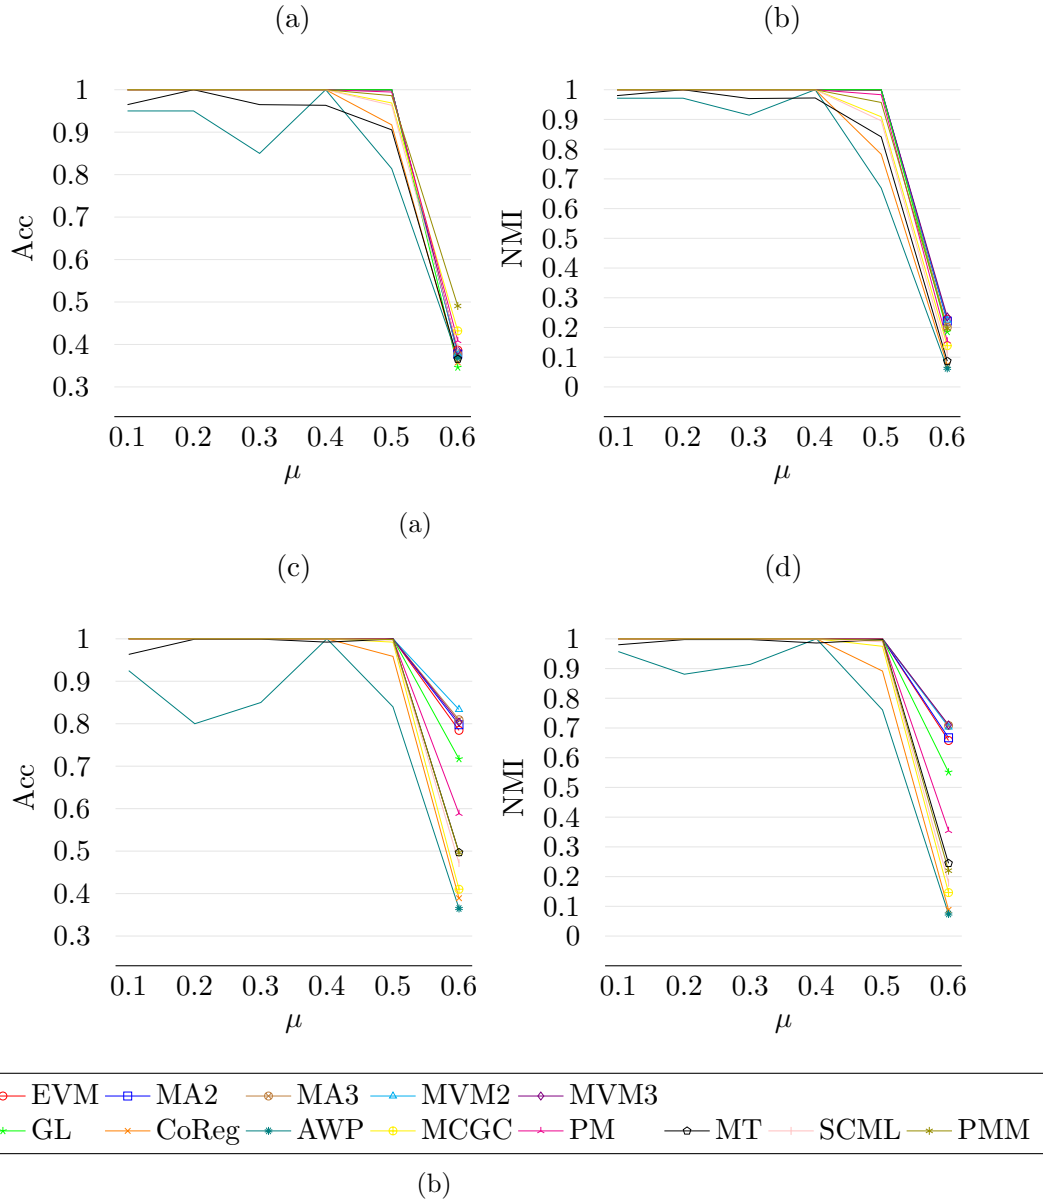 (a)
(b)
1
0.9
0.8
0.7
0.6
0.5
0.4
0.3
Acc
0.1 0.2 0.3 0.4 0.5 0.6
μ
1
0.9
0.8
0.7
0.6
0.5
0.4
0.3
0.2
0.1
0
NMI
0.1 0.2 0.3 0.4 0.5 0.6
μ
(a)
(c)
(d)
1
0.9
0.8
0.7
0.6
0.5
0.4
0.3
Acc
0.1 0.2 0.3 0.4 0.5 0.6
μ
1
0.9
0.8
0.7
0.6
0.5
0.4
0.3
0.2
0.1
0
NMI
0.1 0.2 0.3 0.4 0.5 0.6
μ
EVM MA2 MA3 MVM2 MVM3
GL CoReg AWP MCGC PM MT SCML PMM
(b)